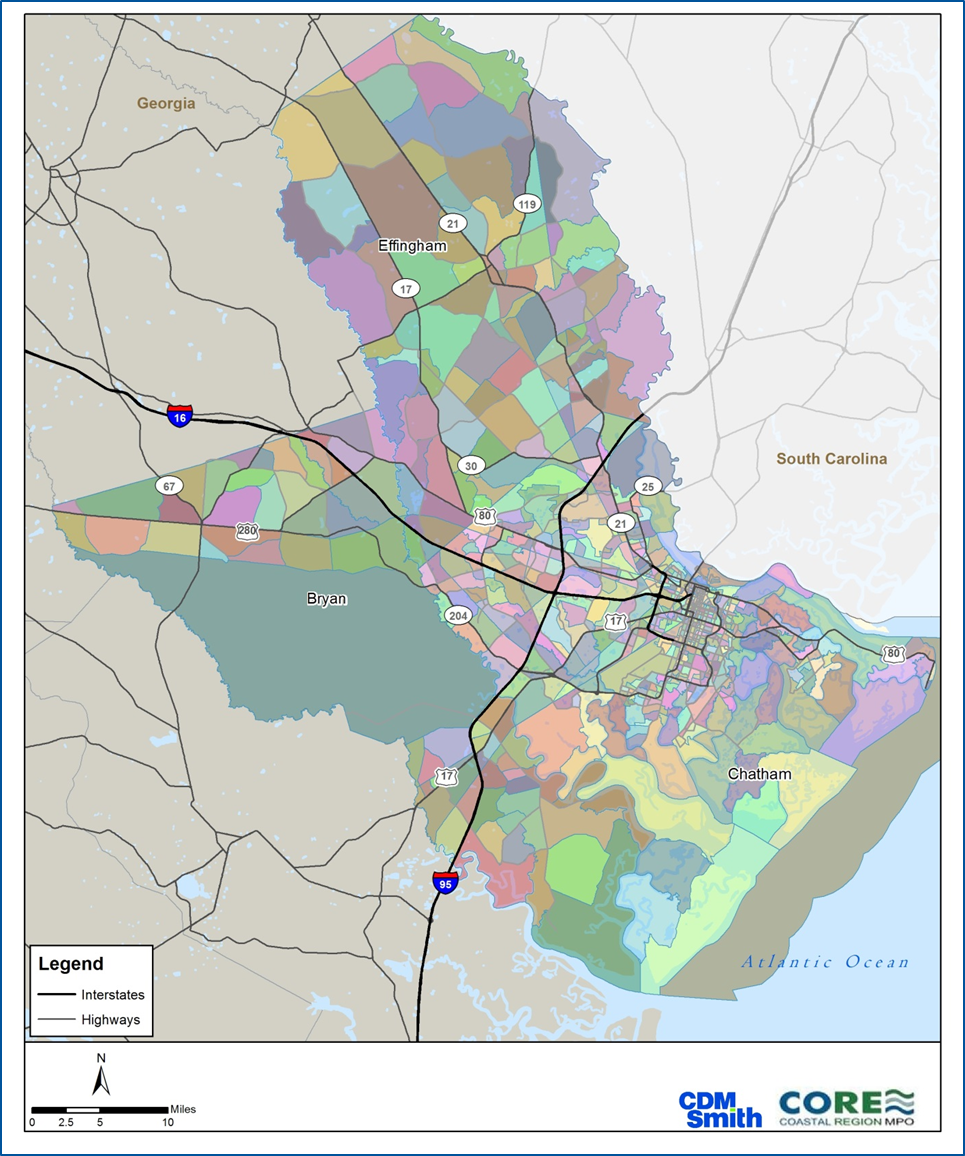 Georgia
119
21
Effingham
17
16
South Carolina
30
67
25
80
21
280
Bryan
204
17
80
Chatham
17
95
Atlantic Ocean
Legend
Interstates
Highways
N
Miles
0 2.5 5 10
CDM
Smith
CORE
COASTAL REGION MPO